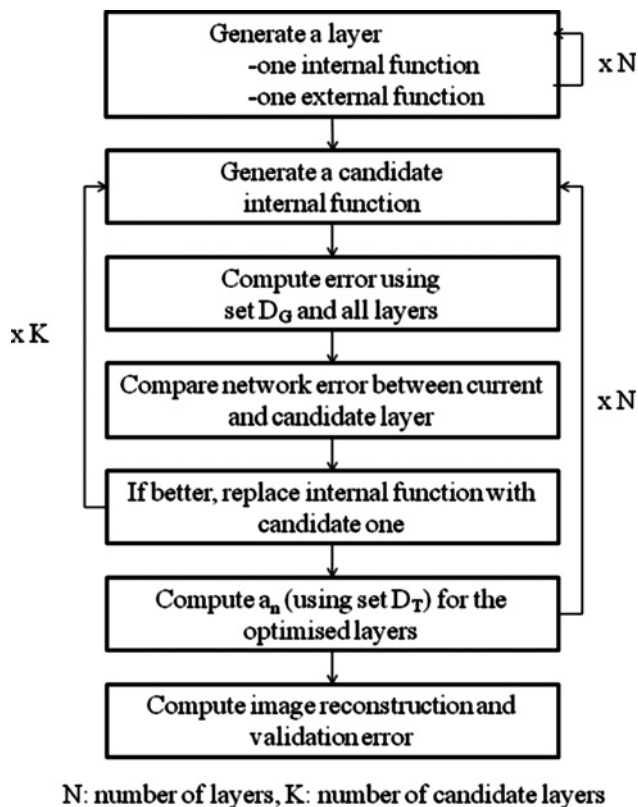 Generate a layer
-one internal function
-one external function
x N
Generate a candidate
internal function
Compute error using
set D_G and all layers
x K
Compare network error between current
and candidate layer
x N
If better, replace internal function with
candidate one
Compute a_n (using set D_T) for the
optimised layers
Compute image reconstruction and
validation error
N: number of layers, K: number of candidate layers